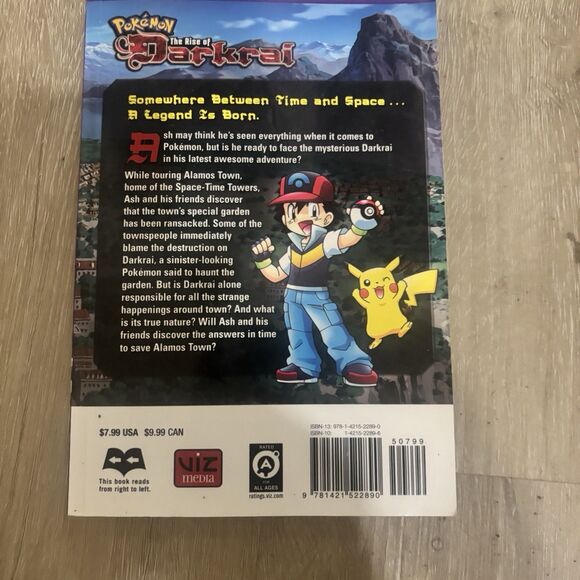 POKéMON
The Rise of
Darkrai
Somewhere Between Time and Space ...
A Legend Is Born.
Ash may think he's seen everything when it comes to
Pokémon, but is he ready to face the mysterious Darkrai
in his latest awesome adventure?
While touring Alamos Town,
home of the Space-Time Towers,
Ash and his friends discover
that the town's special garden
has been ransacked. Some of the
townspeople immediately
blame the destruction on
Darkrai, a sinister-looking
Pokémon said to haunt the
garden. But is Darkrai alone
responsible for all the strange
happenings around town? And what
is its true nature? Will Ash and his
friends discover the answers in time
to save Alamos Town?
$7.99 USA $9.99 CAN
This book reads
from right to left.
VIZ
MEDIA
RATED
A
FOR
ALL AGES
ratings.viz.com
ISBN-13: 978-1-4215-2289-0
ISBN-10: 1-4215-2289-6
50799
9 781421 522890